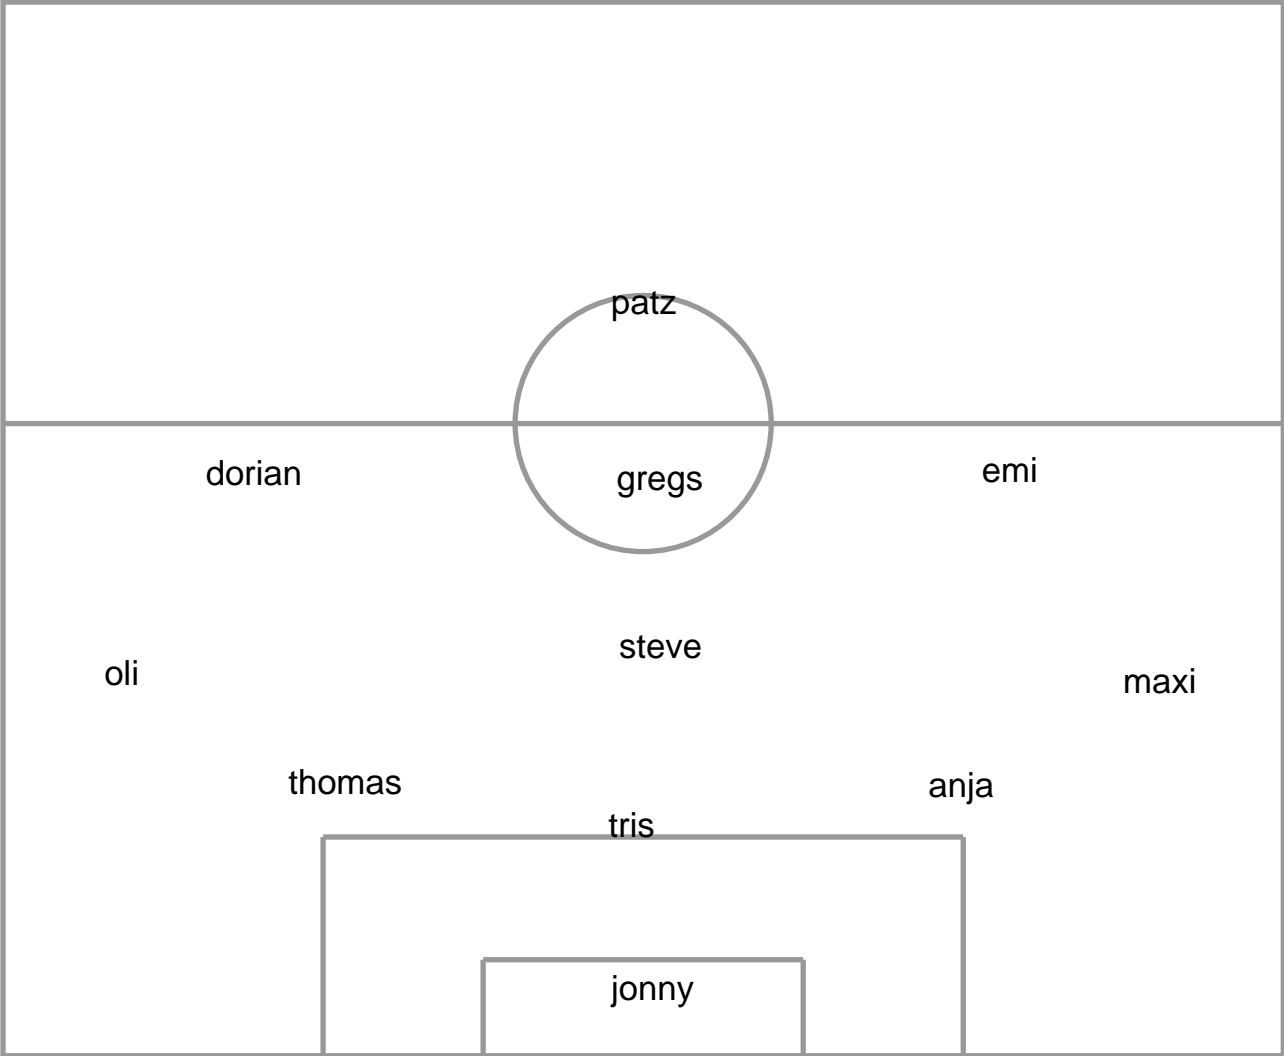 patz
dorian gregs emi
steve
oli maxi
thomas anja
tris
jonny